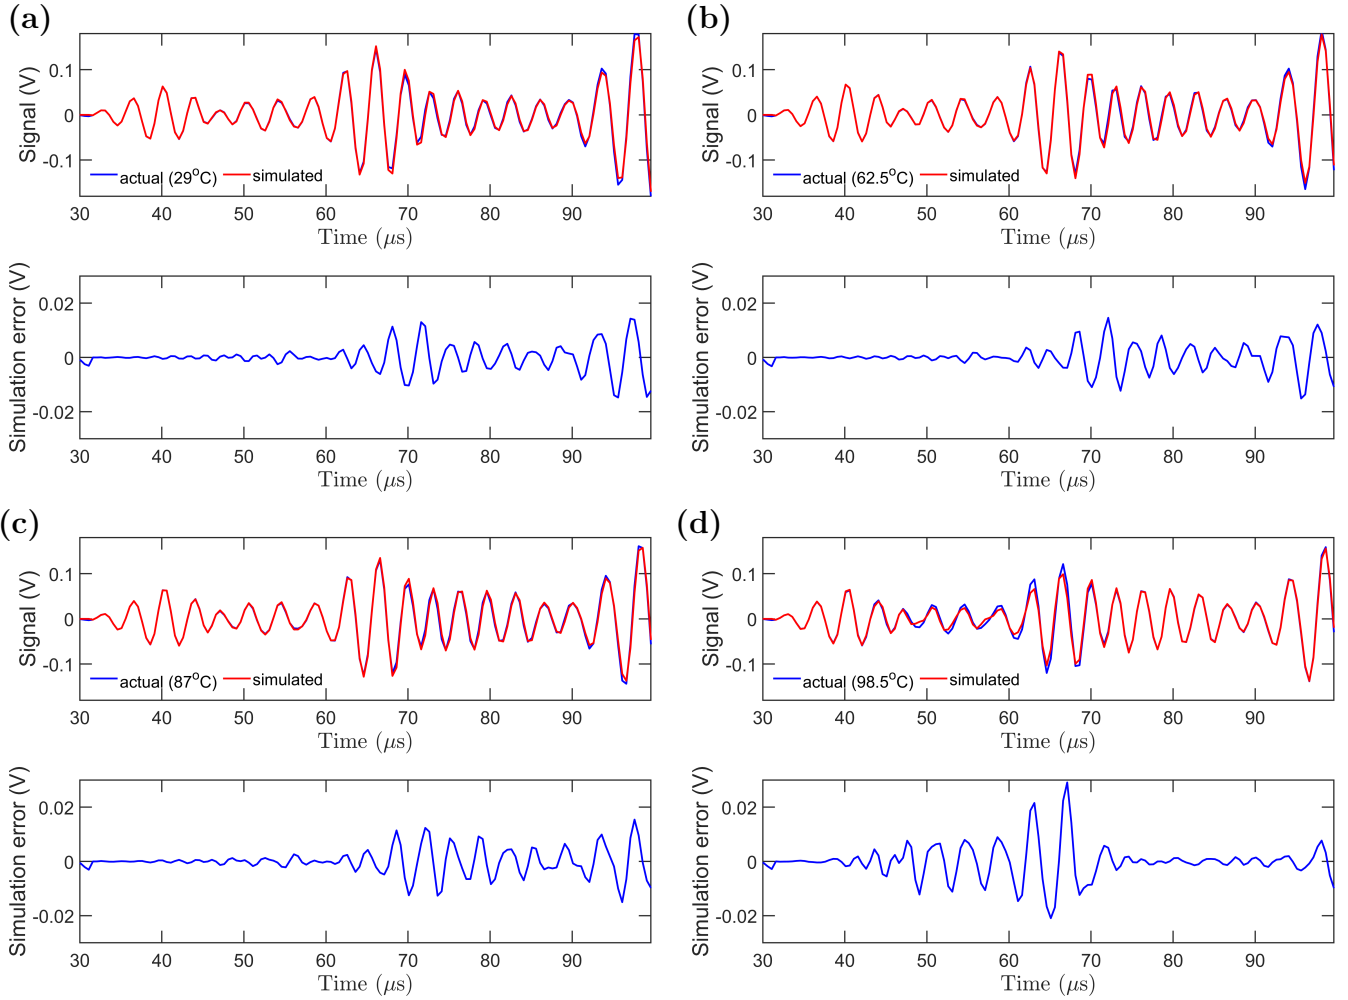 (a)
Signal (V)
0.1
0
-0.1
actual (29°C) simulated
30 40 50 60 70 80 90
Time (μs)
Simulation error (V)
0.02
0
-0.02
30 40 50 60 70 80 90
Time (μs)
(b)
Signal (V)
0.1
0
-0.1
actual (62.5°C) simulated
30 40 50 60 70 80 90
Time (μs)
Simulation error (V)
0.02
0
-0.02
30 40 50 60 70 80 90
Time (μs)
(c)
Signal (V)
0.1
0
-0.1
actual (87°C) simulated
30 40 50 60 70 80 90
Time (μs)
Simulation error (V)
0.02
0
-0.02
30 40 50 60 70 80 90
Time (μs)
(d)
Signal (V)
0.1
0
-0.1
actual (98.5°C) simulated
30 40 50 60 70 80 90
Time (μs)
Simulation error (V)
0.02
0
-0.02
30 40 50 60 70 80 90
Time (μs)